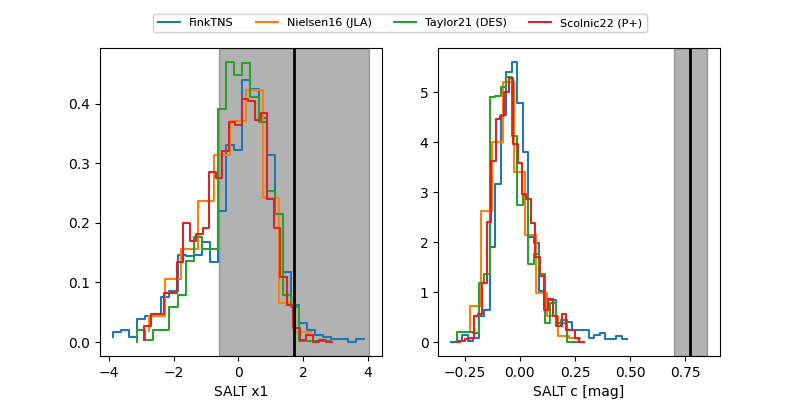 FinkTNS Nielsen16 (JLA) Taylor21 (DES) Scolnic22 (P+)
0.4
0.3
0.2
0.1
0.0
−4 −2 0 2 4
SALT x1
5
4
3
2
1
0
−0.25 0.00 0.25 0.50 0.75
SALT c [mag]